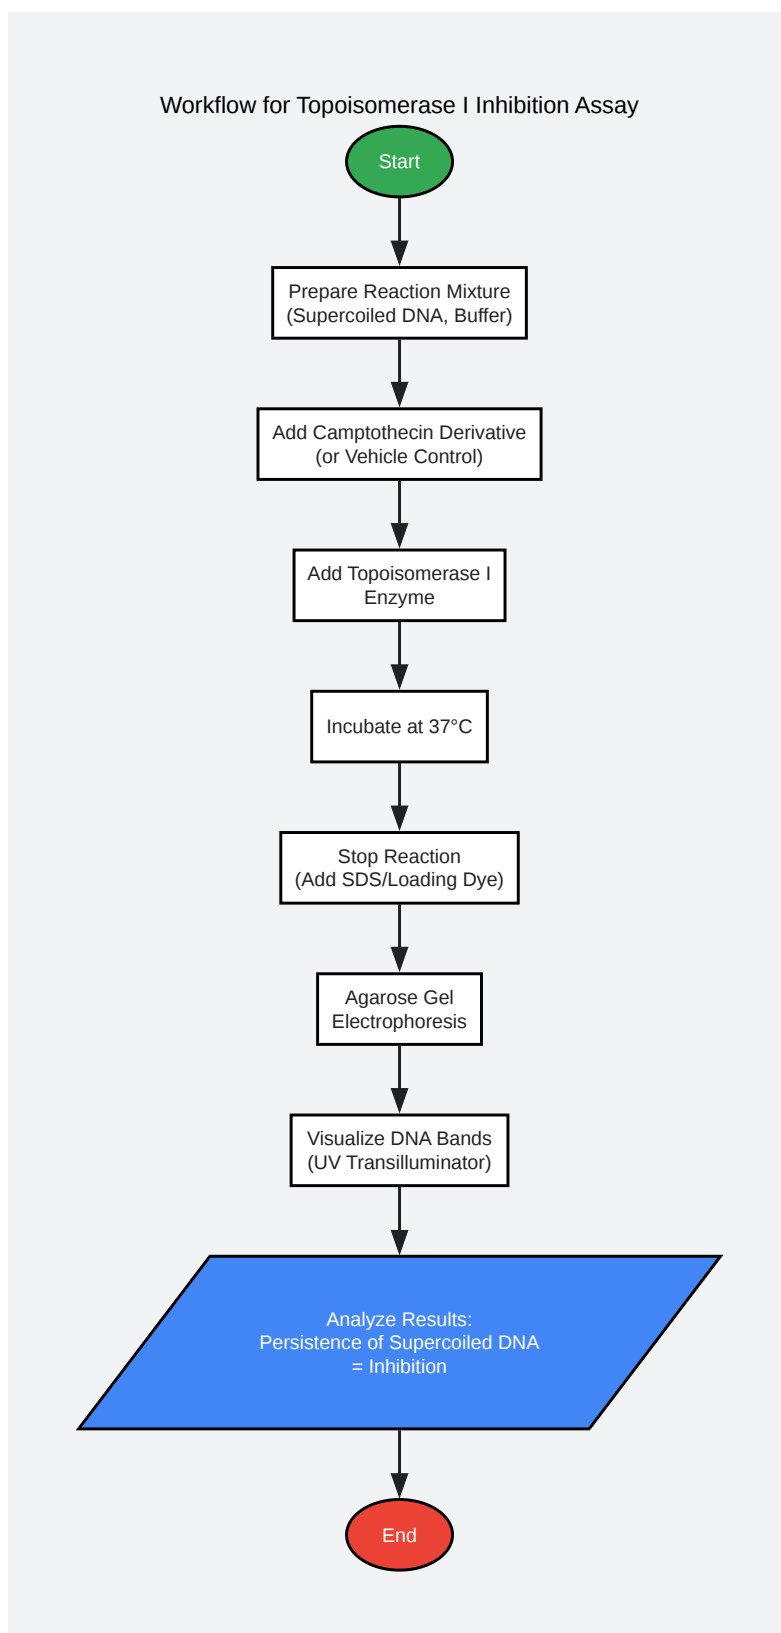 Workflow for Topoisomerase I Inhibition Assay
Start
Prepare Reaction Mixture
(Supercoiled DNA, Buffer)
Add Camptothecin Derivative
(or Vehicle Control)
Add Topoisomerase I
Enzyme
Incubate at 37°C
Stop Reaction
(Add SDS/Loading Dye)
Agarose Gel
Electrophoresis
Visualize DNA Bands
(UV Transilluminator)
Analyze Results:
Persistence of Supercoiled DNA
= Inhibition
End